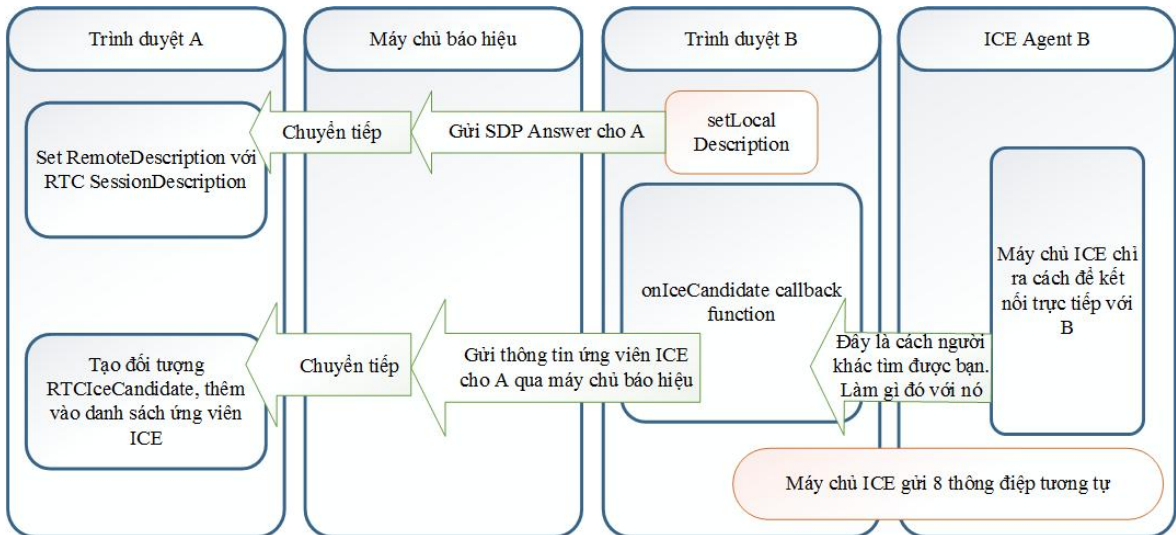 Trình duyệt A
Máy chủ báo hiệu
Trình duyệt B
ICE Agent B
Set RemoteDescription với
RTC SessionDescription
Chuyển tiếp
Gửi SDP Answer cho A
setLocal
Description
Tạo đối tượng
RTCIceCandidate, thêm
vào danh sách ứng viên
ICE
Chuyển tiếp
Gửi thông tin ứng viên ICE
cho A qua máy chủ báo hiệu
onIceCandidate callback
function
Đây là cách người
khác tìm được bạn.
Làm gì đó với nó
Máy chủ ICE chỉ
ra cách để kết
nối trực tiếp với
B
Máy chủ ICE gửi 8 thông điệp tương tự